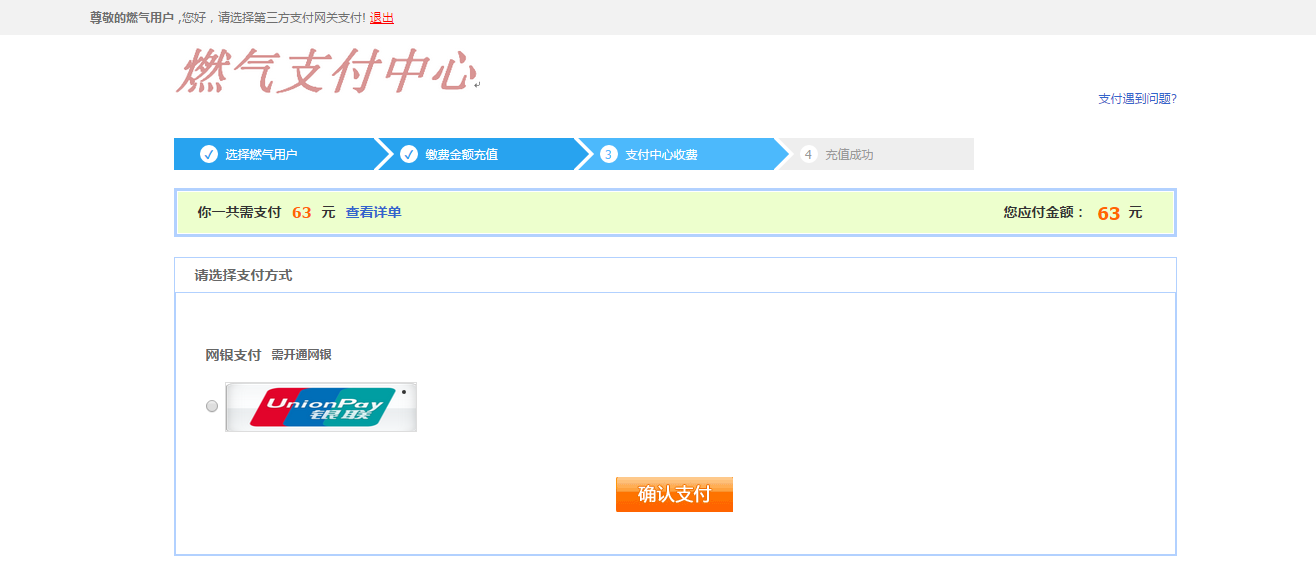 尊敬的燃气用户 ,您好，请选择第三方支付网关支付! 退出
燃气支付中心
支付遇到问题?
选择燃气用户 缴费金额充值 3 支付中心收费 4 充值成功
你一共需支付 63 元 查看详单 您应付金额： 63 元
请选择支付方式
网银支付 需开通网银
UnionPay
银联
确认支付